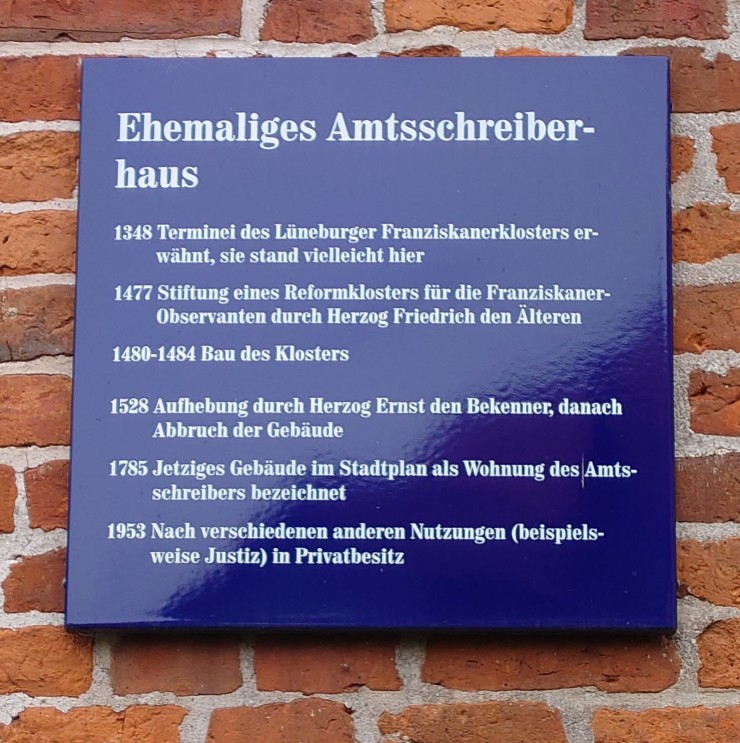 Ehemaliges Amtsschreiber-
haus
1348 Terminei des Lüneburger Franziskanerklosters er-
wähnt, sie stand vielleicht hier
1477 Stiftung eines Reformklosters für die Franziskaner-
Observanten durch Herzog Friedrich den Älteren
1480-1484 Bau des Klosters
1528 Aufhebung durch Herzog Ernst den Bekenner, danach
Abbruch der Gebäude
1785 Jetziges Gebäude im Stadtplan als Wohnung des Amts-
schreibers bezeichnet
1953 Nach verschiedenen anderen Nutzungen (beispiels-
weise Justiz) in Privatbesitz